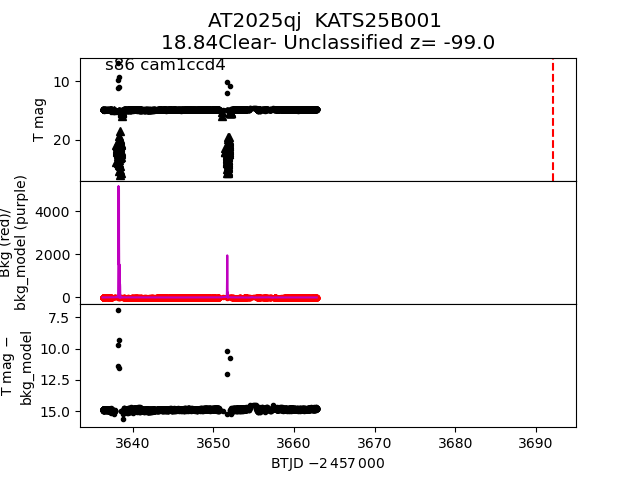 AT2025qj  KATS25B001
18.84Clear- Unclassified z= -99.0
s86 cam1ccd4
10
20
T mag
4000
2000
0
Bkg (red)/
bkg_model (purple)
7.5
10.0
12.5
15.0
T mag −
bkg_model
3640 3650 3660 3670 3680 3690
BTJD −2 457 000